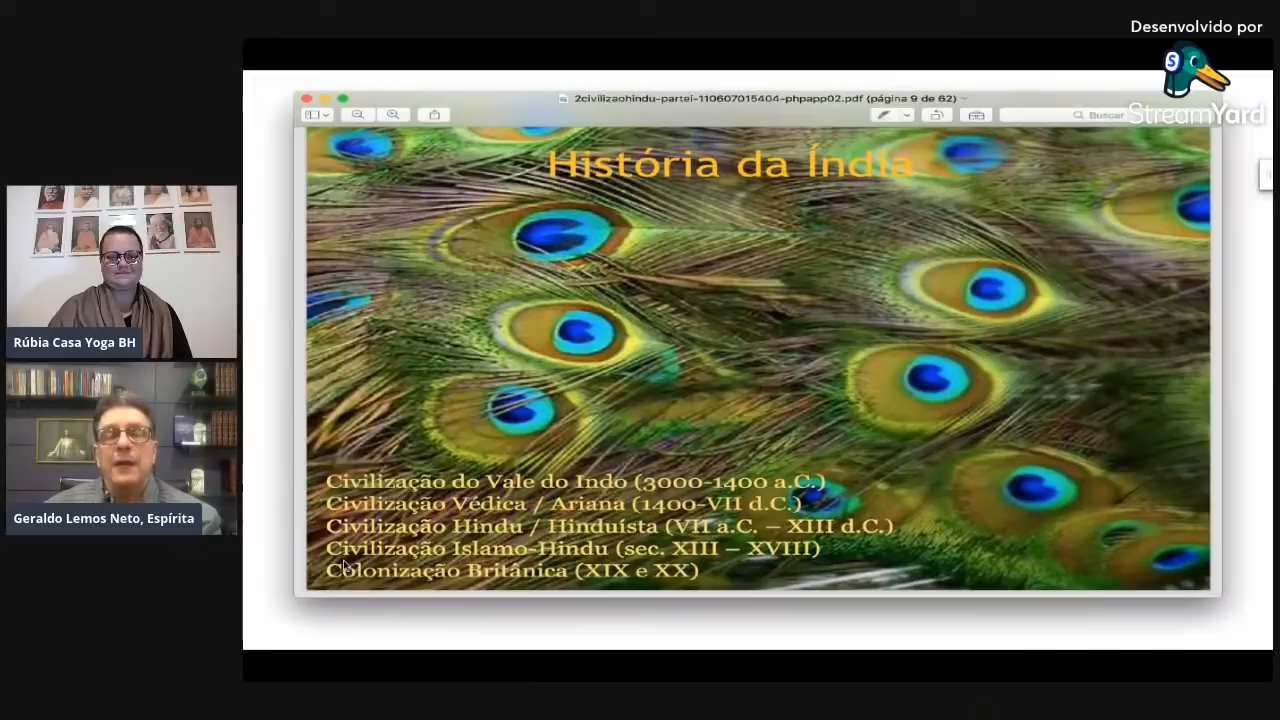 Desenvolvido por
S
StreamYard
2civilizaohindu-partei-110607015404-phpapp02.pdf (página 9 de 62)
Buscar
História da Índia
Civilização do Vale do Indo (3000-1400 a.C.)
Civilização Védica / Ariana (1400-VII d.C.)
Civilização Hindu / Hinduísta (VII a.C. – XIII d.C.)
Civilização Islamo-Hindu (sec. XIII – XVIII)
Colonização Britânica (XIX e XX)
Rúbia Casa Yoga BH
Geraldo Lemos Neto, Espírita